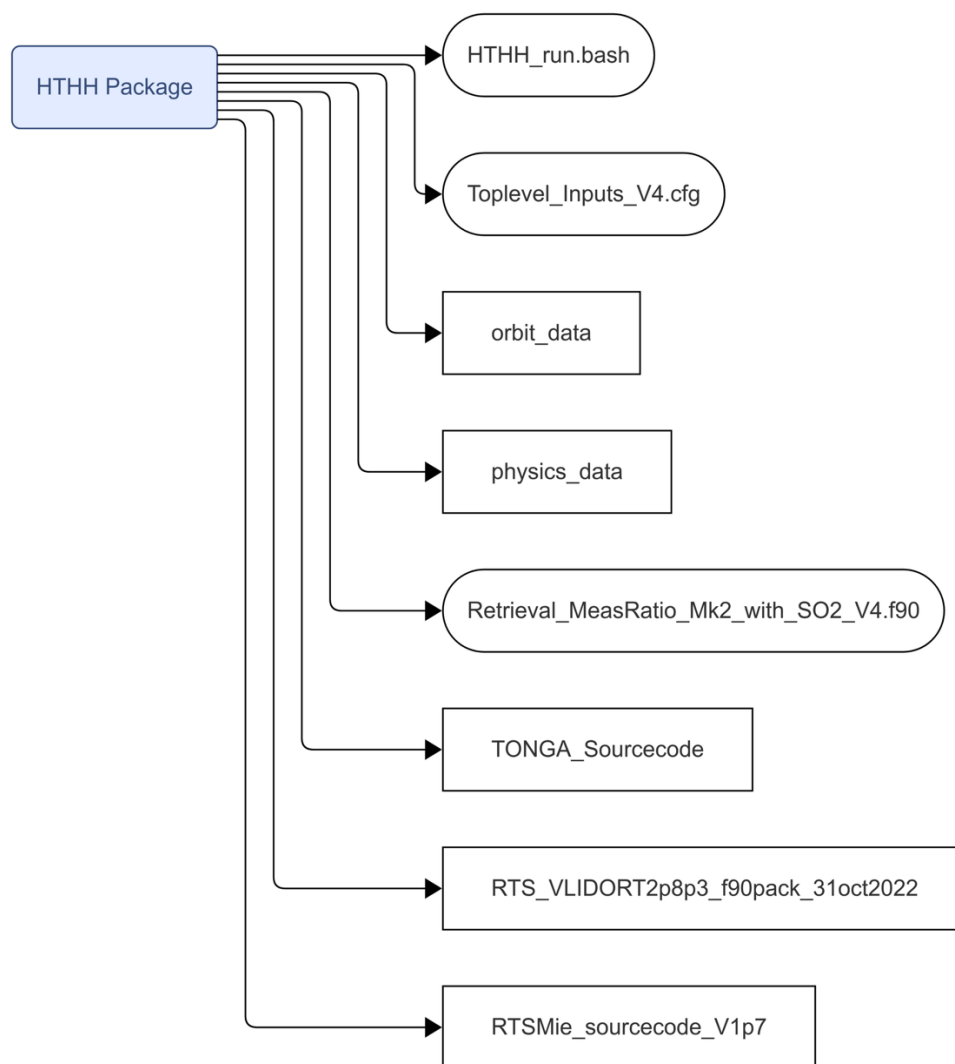 HTHH Package
HTHH_run.bash
Toplevel_Inputs_V4.cfg
orbit_data
physics_data
Retrieval_MeasRatio_Mk2_with_SO2_V4.f90
TONGA_Sourcecode
RTS_VLIDORT2p8p3_f90pack_31oct2022
RTSMie_sourcecode_V1p7